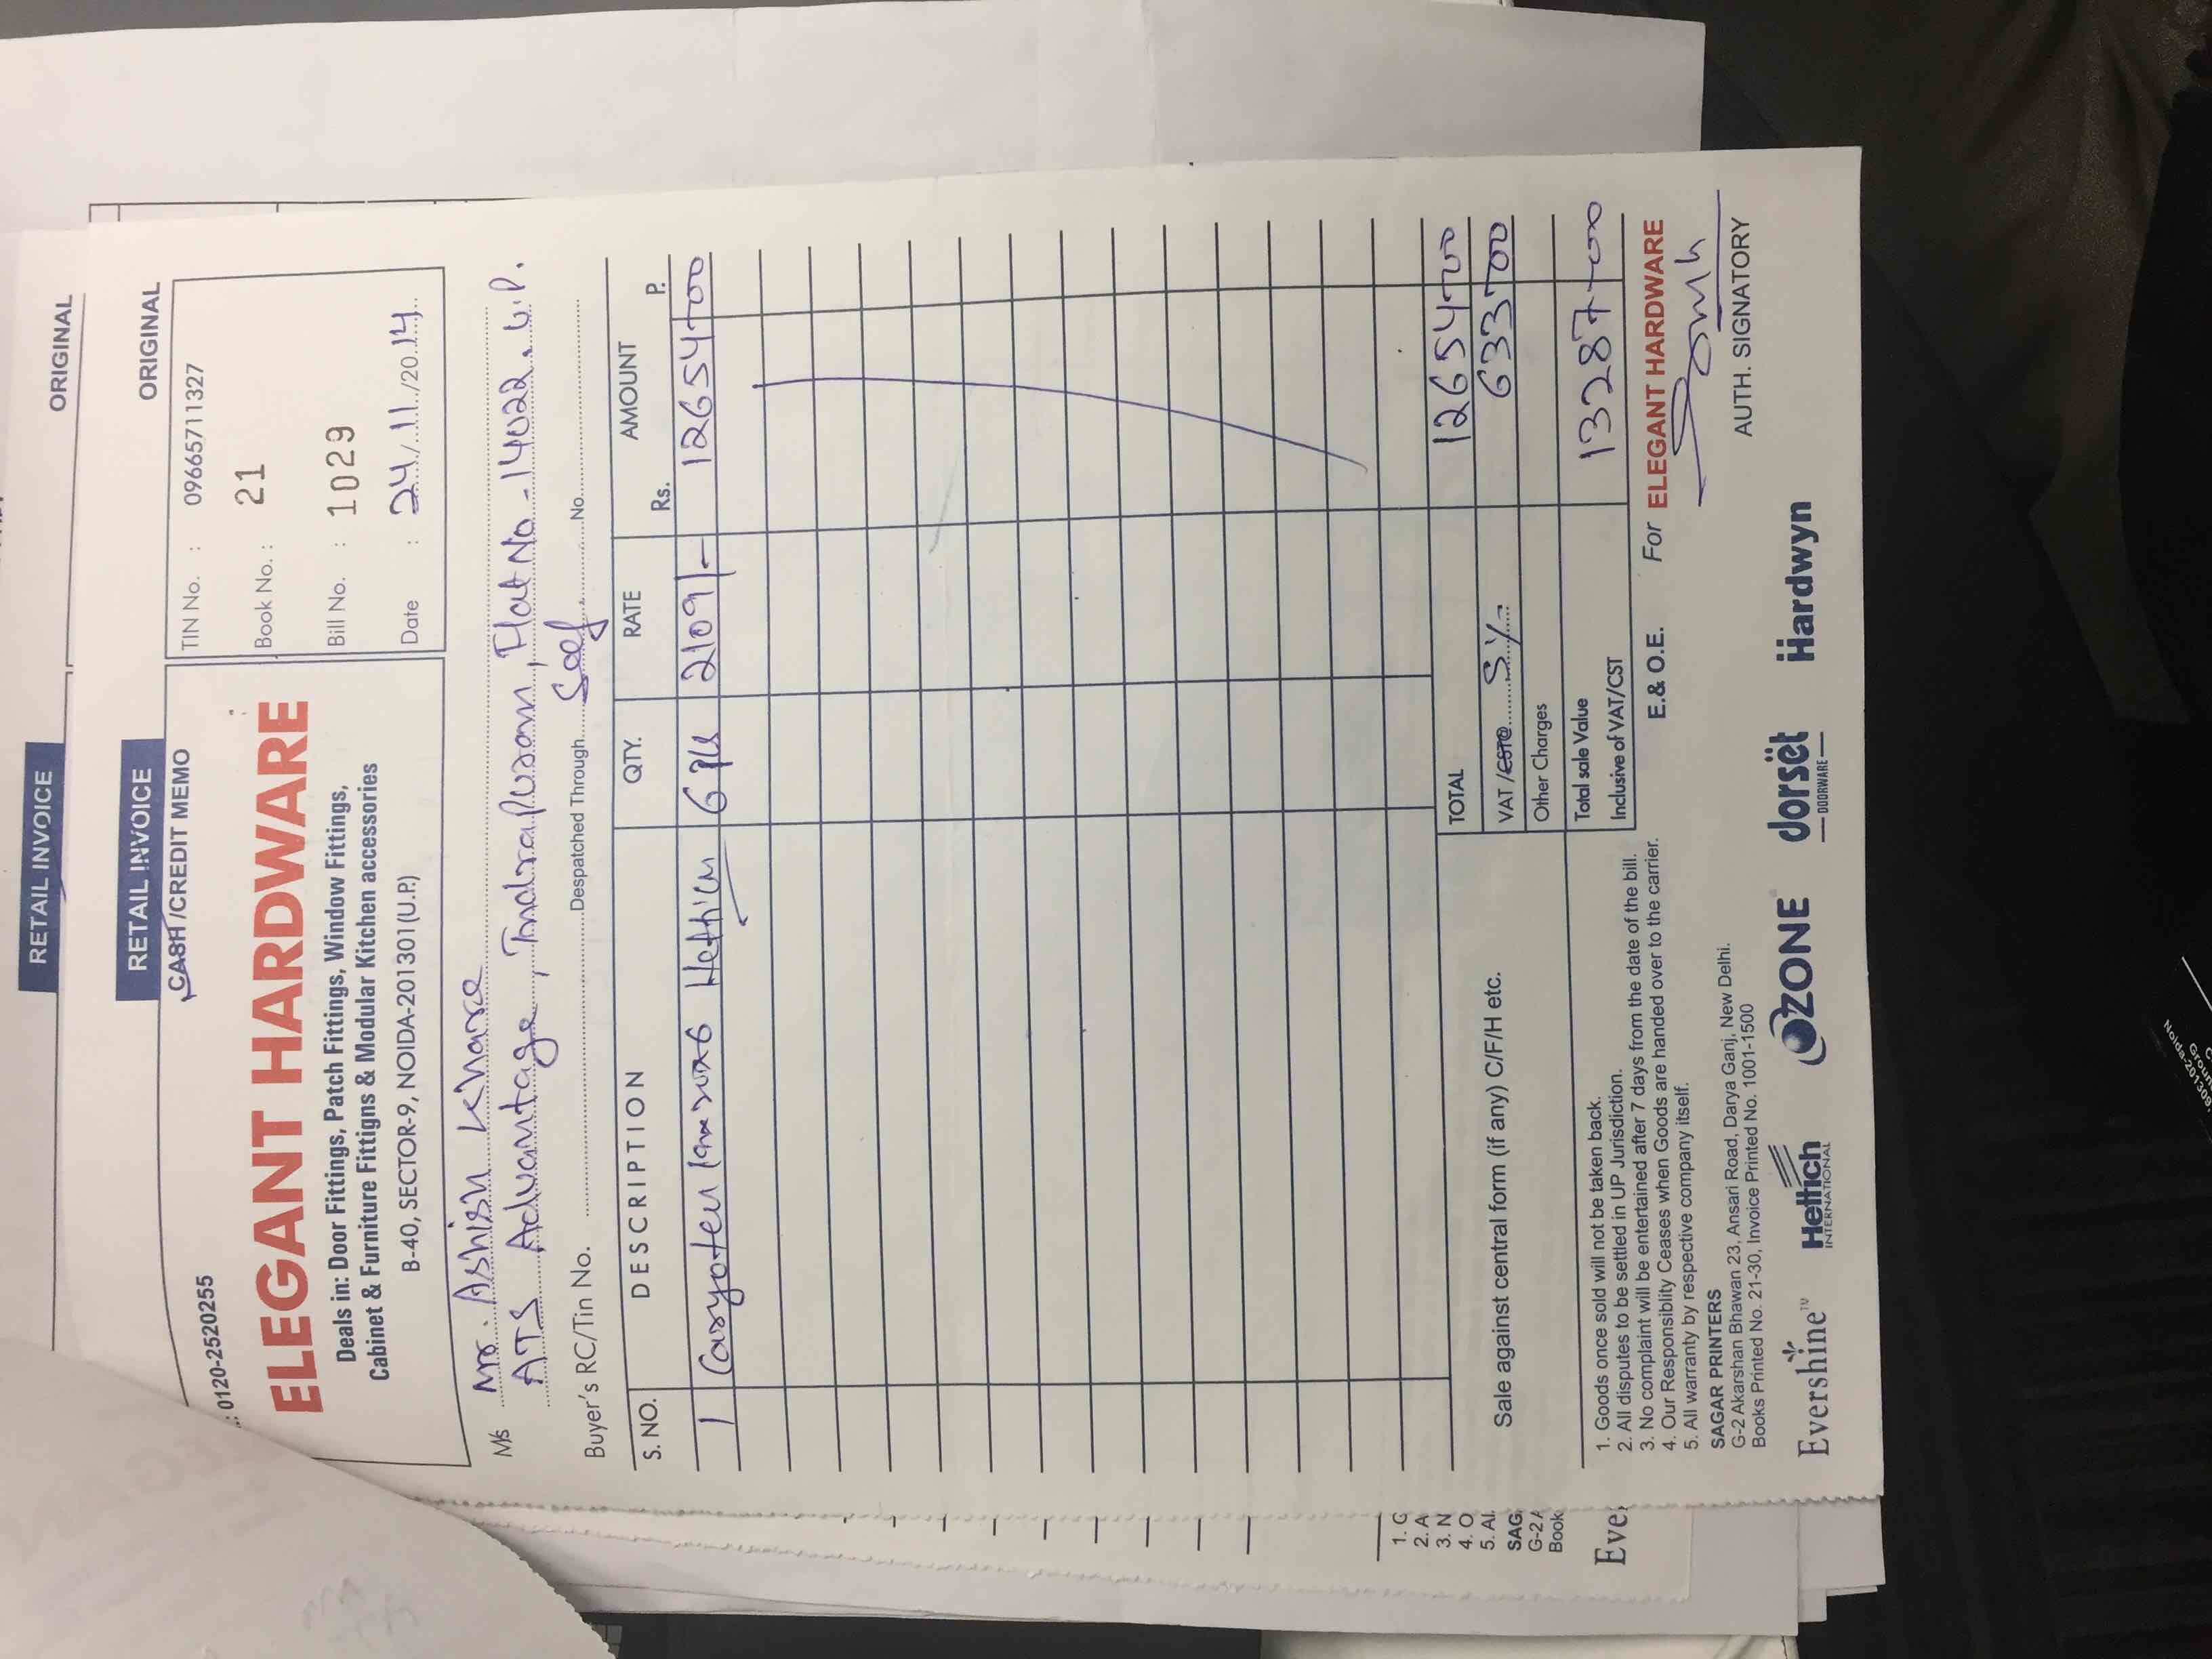 RETAIL INVOICE
ORIGINAL
RETAIL INVOICE
ORIGINAL
CASH /CREDIT MEMO
.: 0120-2520255
ELEGANT HARDWARE
Deals in: Door Fittings, Patch Fittings, Window Fittings,
Cabinet & Furniture Fittigns & Modular Kitchen accessories
B-40, SECTOR-9, NOIDA-201301(U.P.)
TIN No. : 09665711327
Book No. : 21
Bill No. : 1029
Date : 24/11/2014
M/s Mr. Ashish Khare
ATS Advantage, Indrapuram, Flat No-14022. U.P.
Buyer's RC/Tin No. Despatched Through Self No.
S. NO. DESCRIPTION QTY. RATE AMOUNT
Rs. P.
1 Hettich 6 2109/- 12654 00
TOTAL 12654 00
Sale against central form (if any) C/F/H etc.
VAT /CST@ 5% 633 00
Other Charges
Total sale Value
Inclusive of VAT/CST 13287 00
1. Goods once sold will not be taken back.
2. All disputes to be settled in UP Jurisdiction.
3. No complaint will be entertained after 7 days from the date of the bill.
4. Our Responsiblity Ceases when Goods are handed over to the carrier.
5. All warranty by respective company itself.
E.& O.E. For ELEGANT HARDWARE
AUTH. SIGNATORY
SAGAR PRINTERS
G-2 Akarshan Bhawan 23, Ansari Road, Darya Ganj, New Delhi.
Books Printed No. 21-30, Invoice Printed No. 1001-1500
Evershine™ Hettich INTERNATIONAL OZONE dorsët DOORWARE Hardwyn
1. G
2. A
3. N
4. O
5. Al
SAG
G-2 A
Book
Eve
Noida-201309